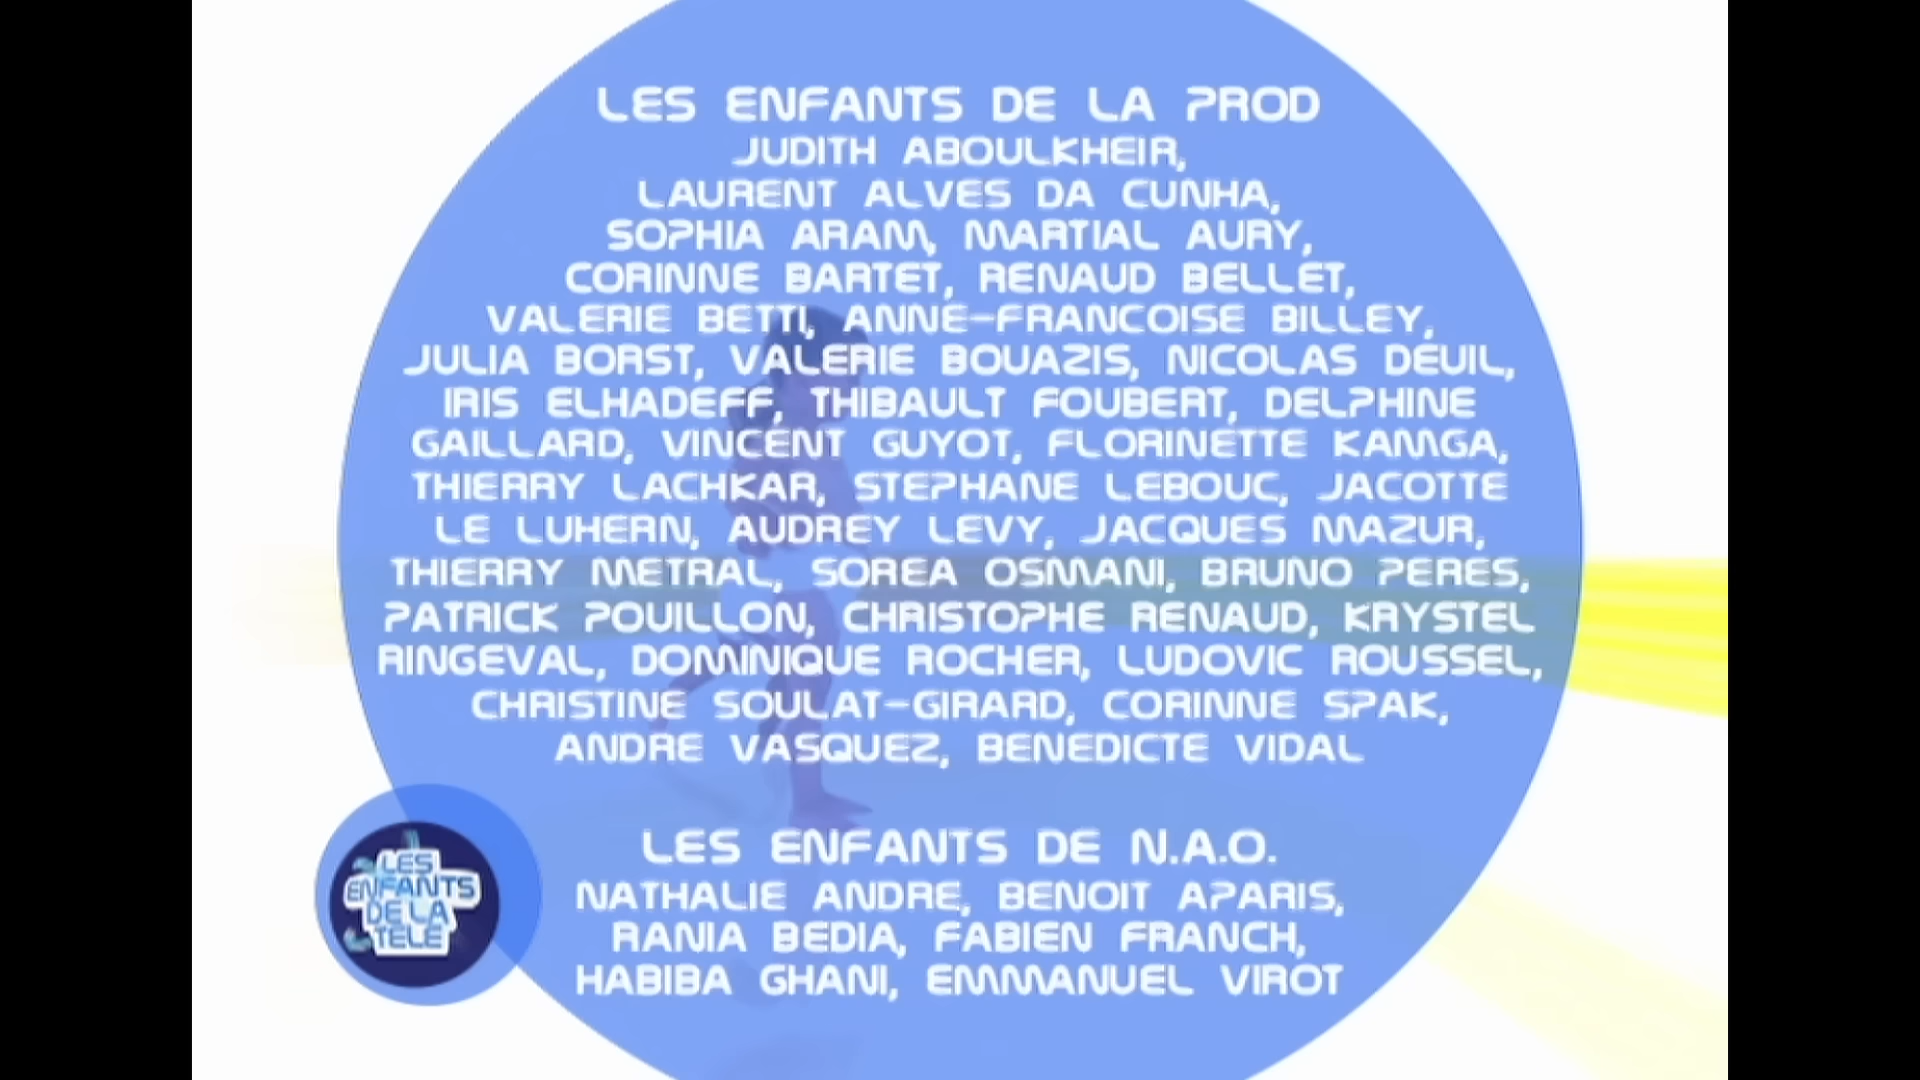 LES ENFANTS DE LA PROD
JUDITH ABOULKHEIR,
LAURENT ALVES DA CUNHA,
SOPHIA ARAM, MARTIAL AURY,
CORINNE BARTET, RENAUD BELLET,
VALERIE BETTI, ANNE-FRANCOISE BILLEY,
JULIA BORST, VALERIE BOUAZIS, NICOLAS DEUIL,
IRIS ELHADEFF, THIBAULT FOUBERT, DELPHINE
GAILLARD, VINCENT GUYOT, FLORINETTE KAMGA,
THIERRY LACHKAR, STEPHANE LEBOUC, JACOTTE
LE LUHERN, AUDREY LEVY, JACQUES MAZUR,
THIERRY METRAL, SOREA OSMANI, BRUNO PERES,
PATRICK POUILLON, CHRISTOPHE RENAUD, KRYSTEL
RINGEVAL, DOMINIQUE ROCHER, LUDOVIC ROUSSEL,
CHRISTINE SOULAT-GIRARD, CORINNE SPAK,
ANDRE VASQUEZ, BENEDICTE VIDAL
LES ENFANTS DE N.A.O.
NATHALIE ANDRE, BENOIT APARIS,
RANIA BEDIA, FABIEN FRANCH,
HABIBA GHANI, EMMANUEL VIROT
LES
ENFANTS
DE LA
TELE